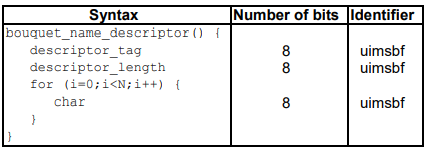 Syntax Number of bits Identifier
bouquet_name_descriptor() {
descriptor_tag 8 uimsbf
descriptor_length 8 uimsbf
for (i=0;i<N;i++) {
char 8 uimsbf
}
}